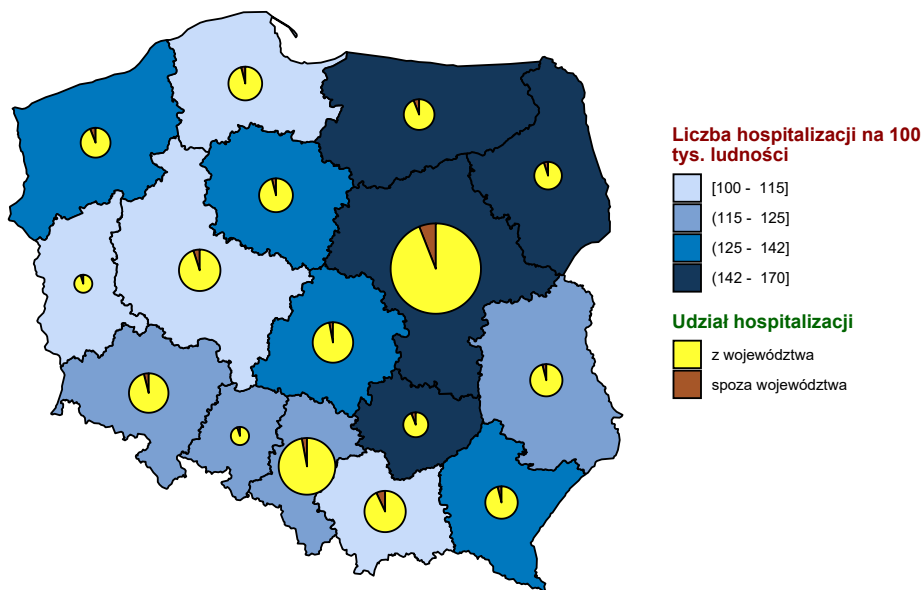 Liczba hospitalizacji na 100
tys. ludności
[100 - 115]
(115 - 125]
(125 - 142]
(142 - 170]
Udział hospitalizacji
z województwa
spoza województwa